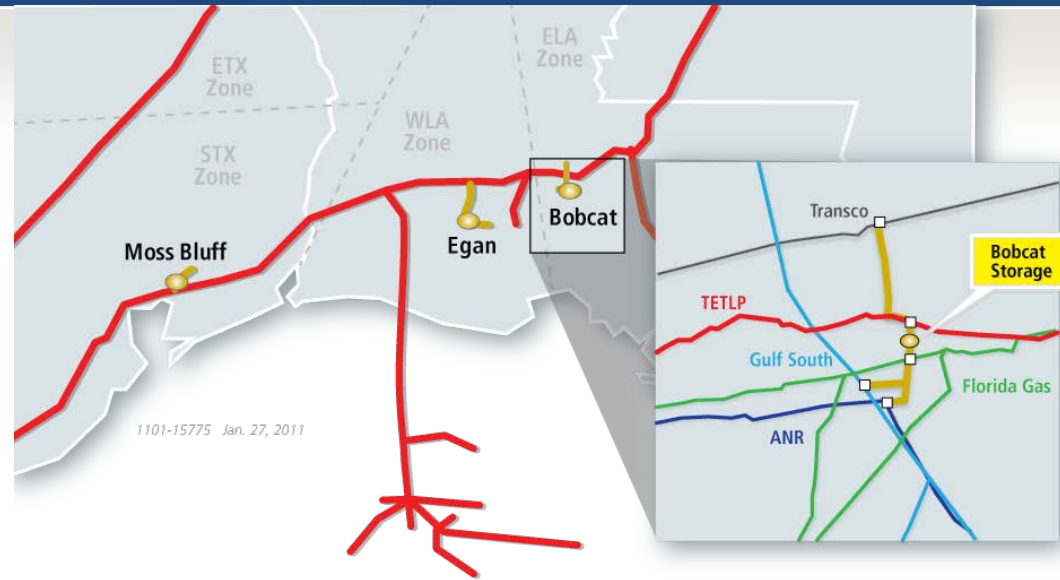 ETX
Zone
ELA
Zone
WLA
Zone
STX
Zone
Bobcat
Egan
Moss Bluff
1101-15775 Jan. 27, 2011
Transco
Bobcat
Storage
TETLP
Gulf South
Florida Gas
ANR